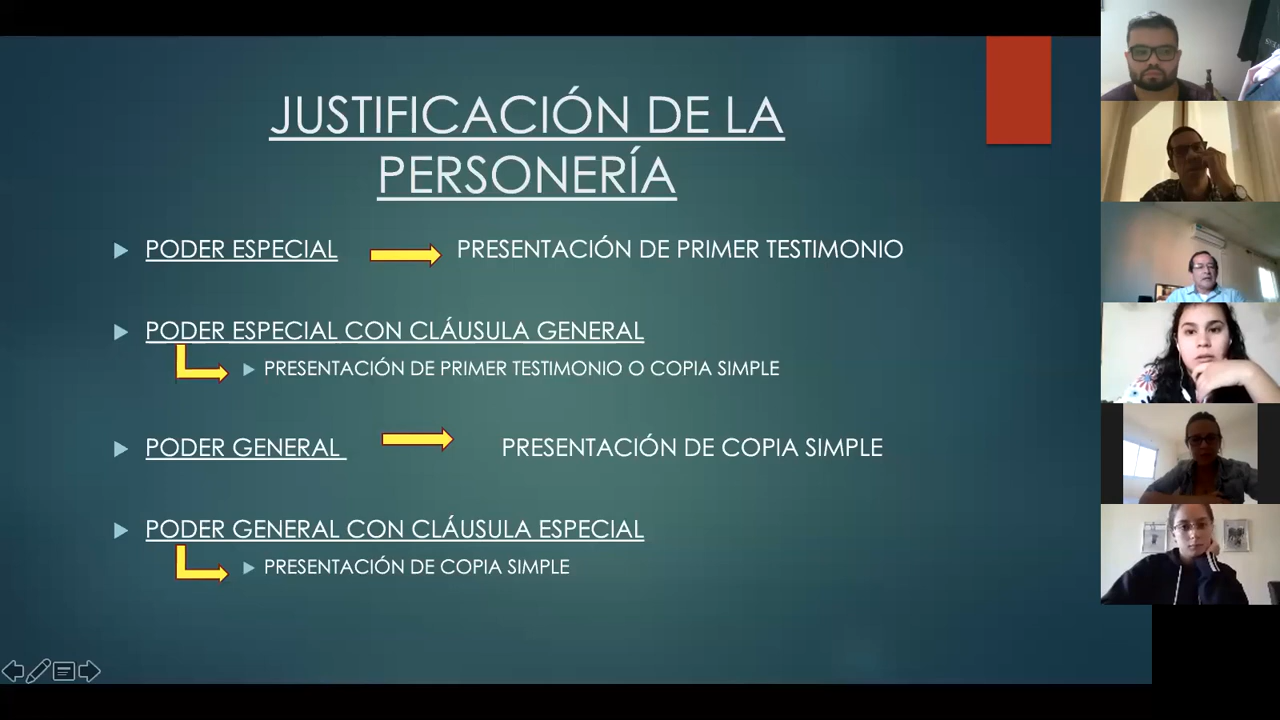 JUSTIFICACIÓN DE LA
PERSONERÍA
PODER ESPECIAL PRESENTACIÓN DE PRIMER TESTIMONIO
PODER ESPECIAL CON CLÁUSULA GENERAL
PRESENTACIÓN DE PRIMER TESTIMONIO O COPIA SIMPLE
PODER GENERAL PRESENTACIÓN DE COPIA SIMPLE
PODER GENERAL CON CLÁUSULA ESPECIAL
PRESENTACIÓN DE COPIA SIMPLE